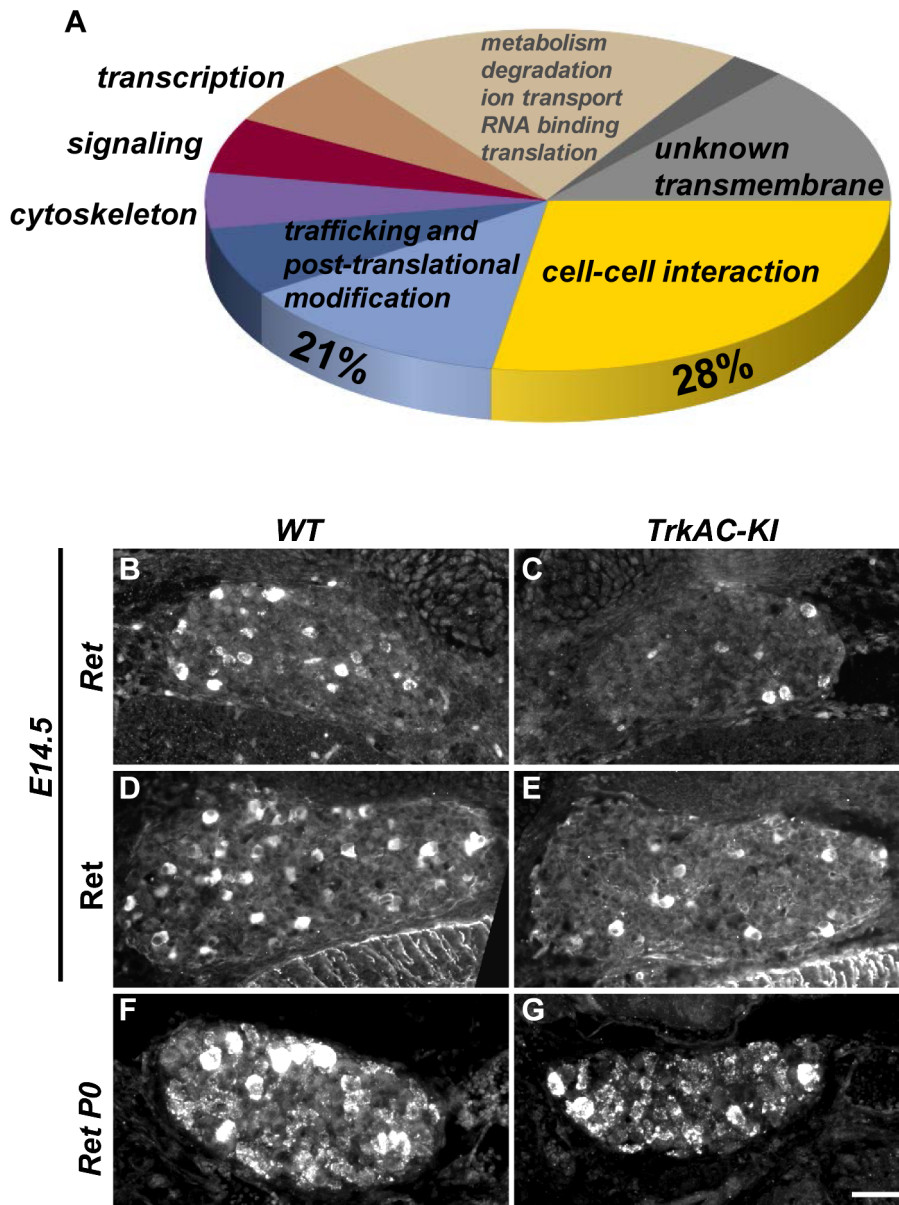 A
metabolism
degradation
ion transport
RNA binding
translation
transcription
signaling
cytoskeleton
unknown
transmembrane
trafficking and
post-translational
modification
cell-cell interaction
21%
28%
WT
TrkAC-KI
E14.5
Ret
B
C
Ret
D
E
Ret P0
F
G